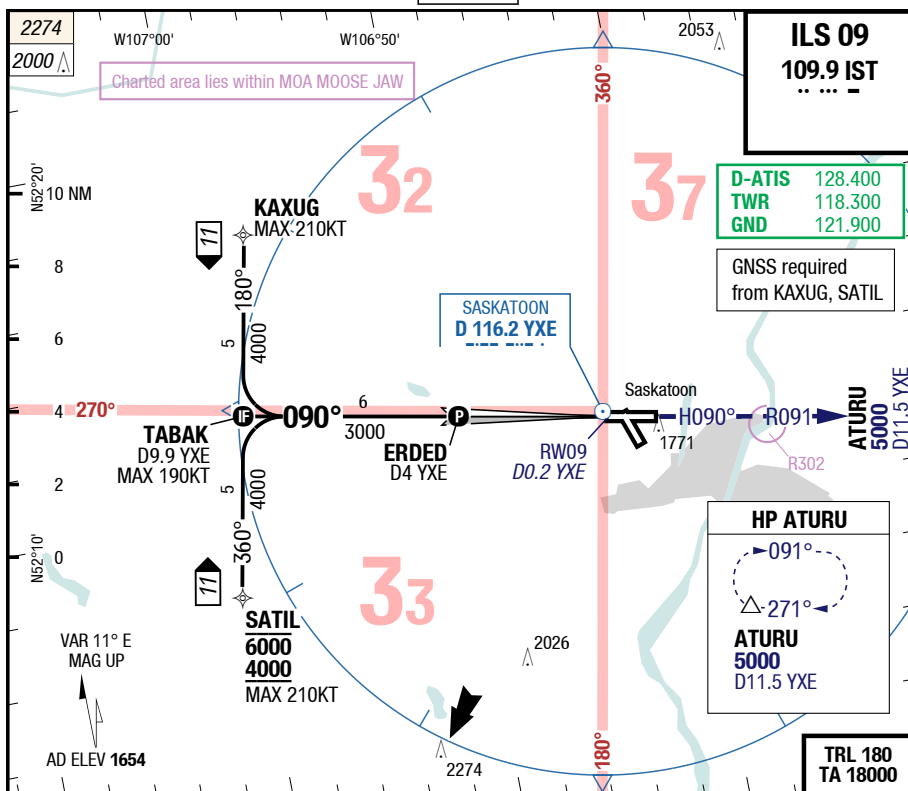 2274
2000
W107°00'
W106°50'
2053
ILS 09
109.9 IST
Charted area lies within MOA MOOSE JAW
360°
32
37
D-ATIS 128.400
TWR 118.300
GND 121.900
N52°20'
10 NM
KAXUG
MAX 210KT
11
GNSS required
from KAXUG, SATIL
8
180°
SASKATOON
D 116.2 YXE
6
5
4000
Saskatoon
4
270°
IF
090°
6
3000
P
H090°
R091
ATURU
5000
D11.5 YXE
TABAK
D9.9 YXE
MAX 190KT
ERDED
D4 YXE
RW09
D0.2 YXE
1771
R302
2
5
4000
HP ATURU
N52°10'
0
360°
091°
11
33
271°
SATIL
6000
4000
MAX 210KT
ATURU
5000
D11.5 YXE
VAR 11° E
MAG UP
2026
AD ELEV 1654
2274
180°
TRL 180
TA 18000